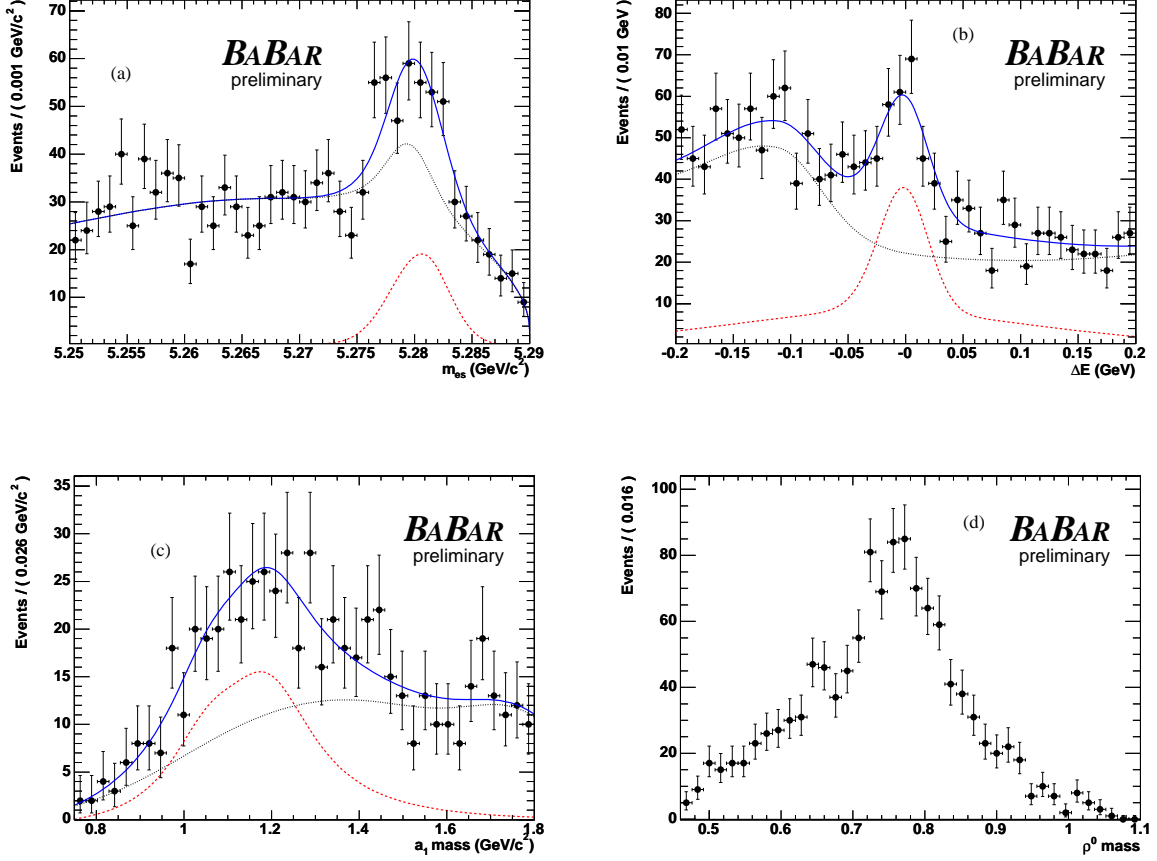 Events / ( 0.001 GeV/c² )
70
60
50
40
30
20
10
(a)
BABAR
preliminary
5.25 5.255 5.26 5.265 5.27 5.275 5.28 5.285 5.29
m_es (GeV/c²)
Events / ( 0.01 GeV )
80
70
60
50
40
30
20
10
(b)
BABAR
preliminary
-0.2 -0.15 -0.1 -0.05 -0 0.05 0.1 0.15 0.2
ΔE (GeV)
Events / ( 0.026 GeV/c² )
35
30
25
20
15
10
5
0
(c)
BABAR
preliminary
0.8 1 1.2 1.4 1.6 1.8
a₁ mass (GeV/c²)
Events / ( 0.016 )
100
80
60
40
20
0
(d)
BABAR
preliminary
0.5 0.6 0.7 0.8 0.9 1 1.1
ρ⁰ mass